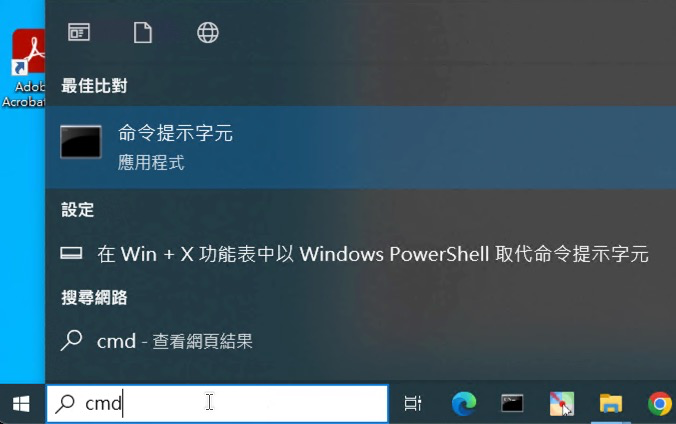 最佳比對
Adob
Acrobat
命令提示字元
應用程式
設定
在 Win + X 功能表中以 Windows PowerShell 取代命令提示字元
搜尋網路
cmd - 查看網頁結果
cmd